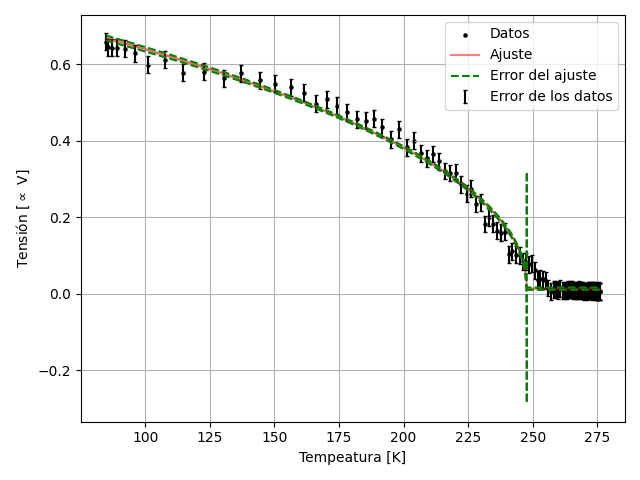 Datos
Ajuste
Error del ajuste
Error de los datos
Tensión [∝ V]
0.6
0.4
0.2
0.0
−0.2
100 125 150 175 200 225 250 275
Tempeatura [K]